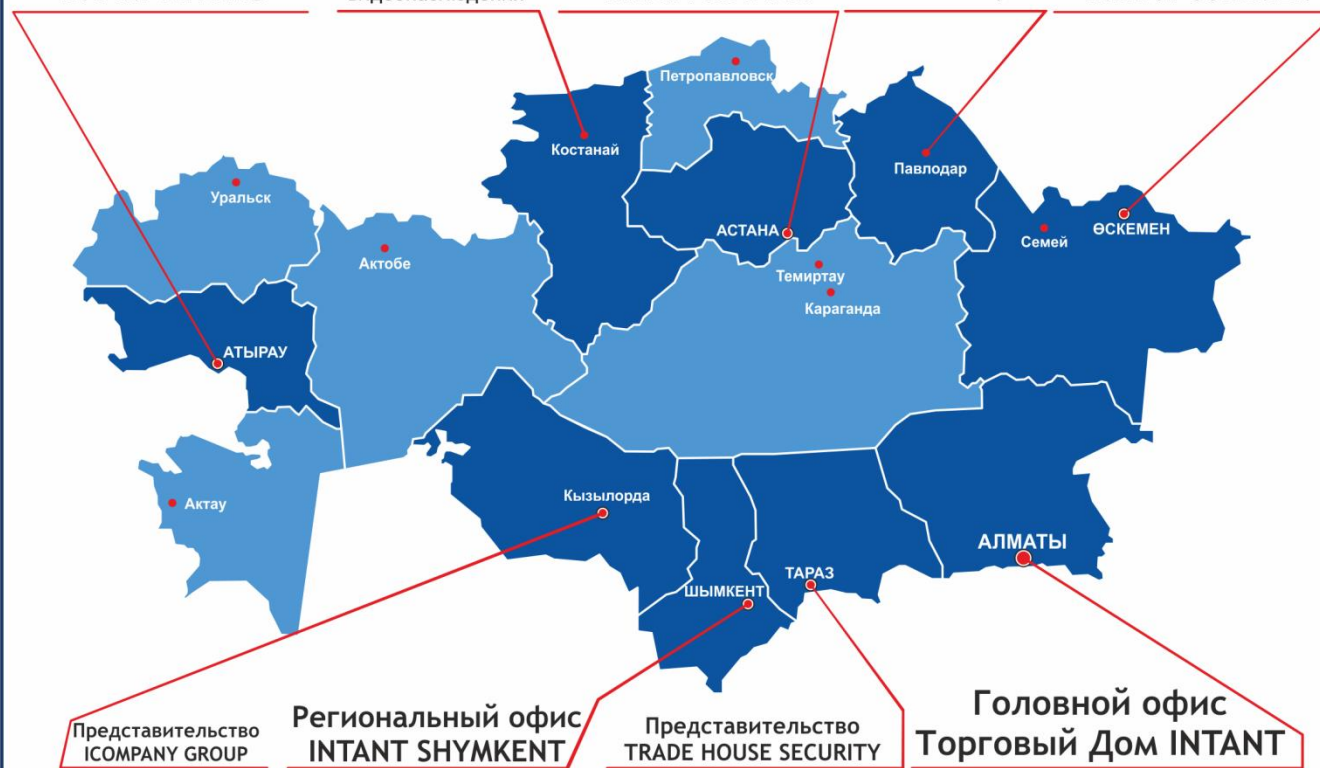 Петропавловск
Костанай
Павлодар
Уральск
АСТАНА
Семей
ӨСКЕМЕН
Актобе
Темиртау
Караганда
АТЫРАУ
Кызылорда
Актау
АЛМАТЫ
ТАРАЗ
ШЫМКЕНТ
Представительство
ICOMPANY GROUP
Региональный офис
INTANT SHYMKENT
Представительство
TRADE HOUSE SECURITY
Головной офис
Торговый Дом INTANT